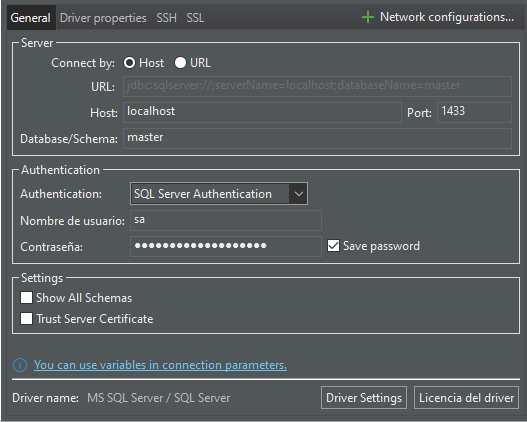 General Driver properties SSH SSL + Network configurations...
Server
Connect by: Host URL
URL: jdbc:sqlserver://;serverName=localhost;databaseName=master
Host: localhost Port: 1433
Database/Schema: master
Authentication
Authentication: SQL Server Authentication
Nombre de usuario: sa
Contraseña: ●●●●●●●●●●●●●●●●●●● Save password
Settings
Show All Schemas
Trust Server Certificate
You can use variables in connection parameters.
Driver name: MS SQL Server / SQL Server Driver Settings Licencia del driver